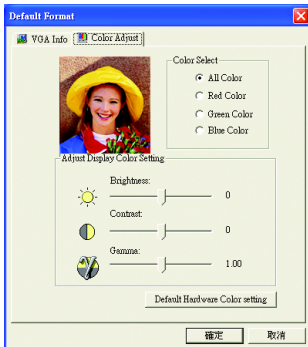 Default Format
VGA Info
Color Adjust
Color Select
All Color
Red Color
Green Color
Blue Color
Adjust Display Color Setting
Brightness:
0
Contrast:
0
Gamma:
1.00
Default Hardware Color setting
確定
取消